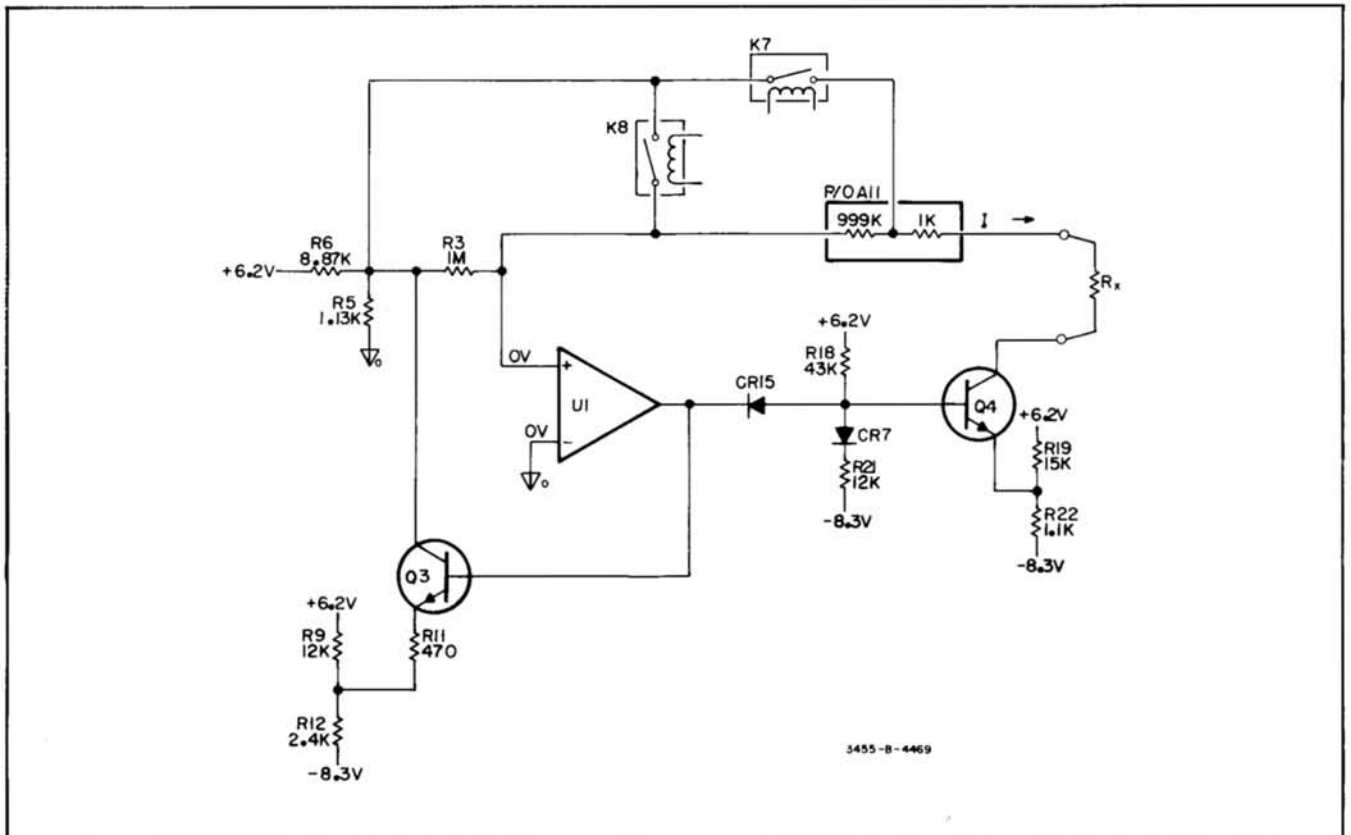 K7
K8
P/O A11
999K 1K I
R6
8.87K
R3
1M
+6.2V
R5
1.13K
Rx
0V
+
+6.2V
R18
43K
CR15
U1
Q4
+6.2V
0V
-
CR7
R19
15K
R21
12K
R22
1.1K
-8.3V
-8.3V
Q3
+6.2V
R9
12K
R11
470
R12
2.4K
-8.3V
3455-B-4469